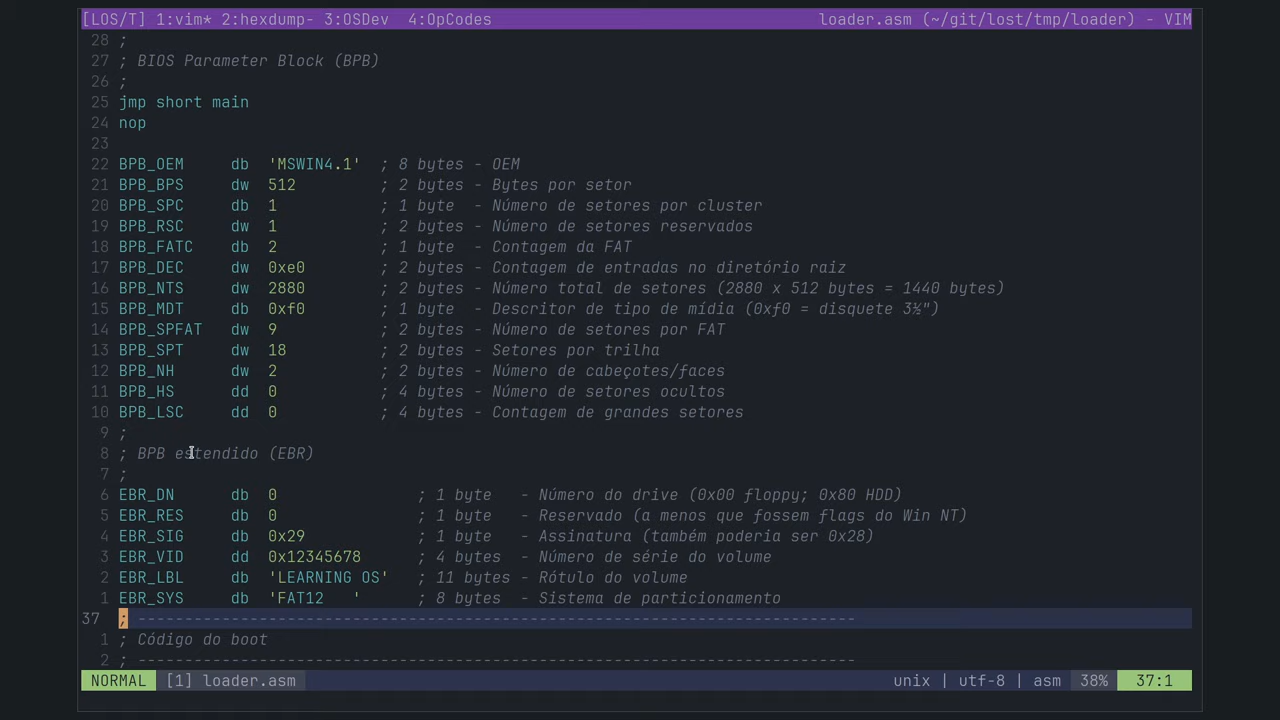 [LOS/T] 1:vim* 2:hexdump- 3:OSDev  4:OpCodes loader.asm (~/git/lost/tmp/loader) - VIM
28 ;
27 ; BIOS Parameter Block (BPB)
26 ;
25 jmp short main
24 nop
23
22 BPB_OEM     db  'MSWIN4.1'  ; 8 bytes - OEM
21 BPB_BPS     dw  512         ; 2 bytes - Bytes por setor
20 BPB_SPC     db  1           ; 1 byte  - Número de setores por cluster
19 BPB_RSC     dw  1           ; 2 bytes - Número de setores reservados
18 BPB_FATC    db  2           ; 1 byte  - Contagem da FAT
17 BPB_DEC     dw  0xe0        ; 2 bytes - Contagem de entradas no diretório raiz
16 BPB_NTS     dw  2880        ; 2 bytes - Número total de setores (2880 x 512 bytes = 1440 bytes)
15 BPB_MDT     db  0xf0        ; 1 byte  - Descritor de tipo de mídia (0xf0 = disquete 3½")
14 BPB_SPFAT   dw  9           ; 2 bytes - Número de setores por FAT
13 BPB_SPT     dw  18          ; 2 bytes - Setores por trilha
12 BPB_NH      dw  2           ; 2 bytes - Número de cabeçotes/faces
11 BPB_HS      dd  0           ; 4 bytes - Número de setores ocultos
10 BPB_LSC     dd  0           ; 4 bytes - Contagem de grandes setores
9 ;
8 ; BPB estendido (EBR)
7 ;
6 EBR_DN      db  0               ; 1 byte   - Número do drive (0x00 floppy; 0x80 HDD)
5 EBR_RES     db  0               ; 1 byte   - Reservado (a menos que fossem flags do Win NT)
4 EBR_SIG     db  0x29            ; 1 byte   - Assinatura (também poderia ser 0x28)
3 EBR_VID     dd  0x12345678      ; 4 bytes  - Número de série do volume
2 EBR_LBL     db  'LEARNING OS'   ; 11 bytes - Rótulo do volume
1 EBR_SYS     db  'FAT12   '      ; 8 bytes  - Sistema de particionamento
37 ; -----------------------------------------------------------------------------
1 ; Código do boot
2 ; -----------------------------------------------------------------------------
NORMAL [1] loader.asm unix | utf-8 | asm 38% 37:1